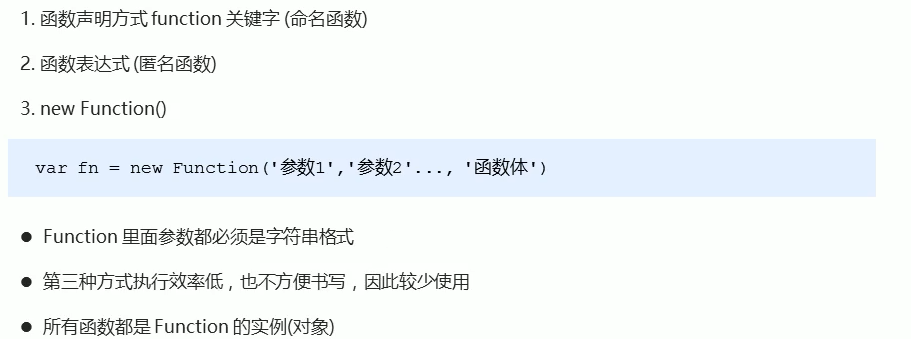 1. 函数声明方式 function 关键字 (命名函数)
2. 函数表达式 (匿名函数)
3. new Function()
var fn = new Function('参数1','参数2'..., '函数体')
● Function 里面参数都必须是字符串格式
● 第三种方式执行效率低，也不方便书写，因此较少使用
● 所有函数都是 Function 的实例(对象)